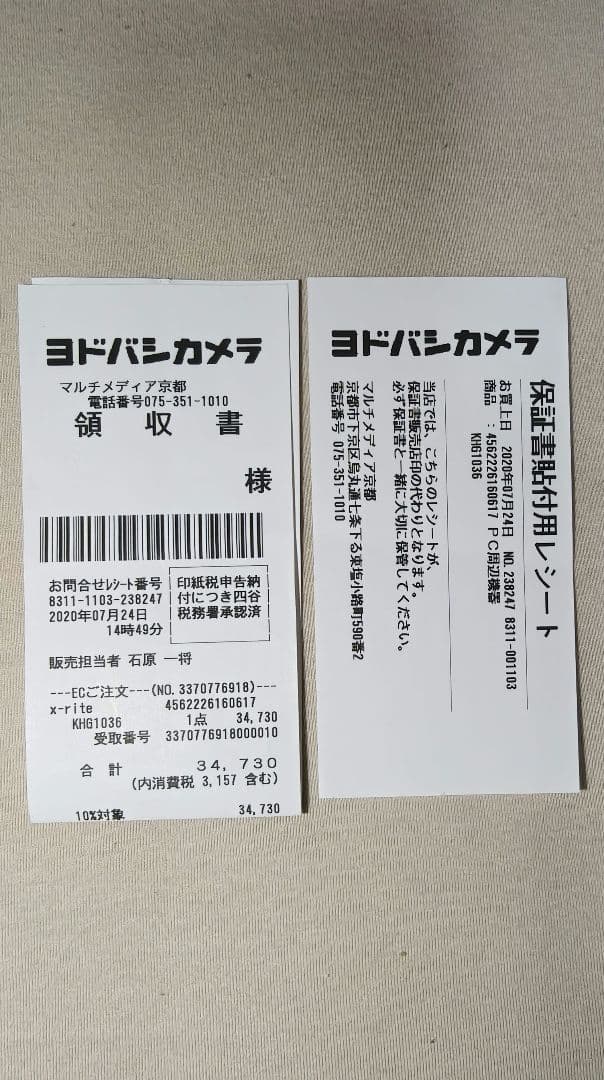 ヨドバシカメラ
マルチメディア京都
電話番号075-351-1010
領 収 書
様
お問合せﾚｼｰﾄ番号
8311-1103-238247
2020年07月24日
14時49分
印紙税申告納
付につき四谷
税務署承認済
販売担当者 石原 一将
---ECご注文---(NO.3370776918)---
x-rite 4562226160617
KHG1036 1点 34,730
受取番号 3370776918000010
合 計 34,730
(内消費税 3,157 含む)
10%対象 34,730
ヨドバシカメラ
保証書貼付用レシート
お買上日 2020年07月24日 NO.238247 8311-001103
商品 :4562226160617 PC周辺機器
KHG1036
当店では、こちらのレシートが
保証書販売店印の代わりとなります。
必ず保証書と一緒に大切に保管してください。
マルチメディア京都
京都市下京区烏丸通七条下る東塩小路町590番2
電話番号 075-351-1010